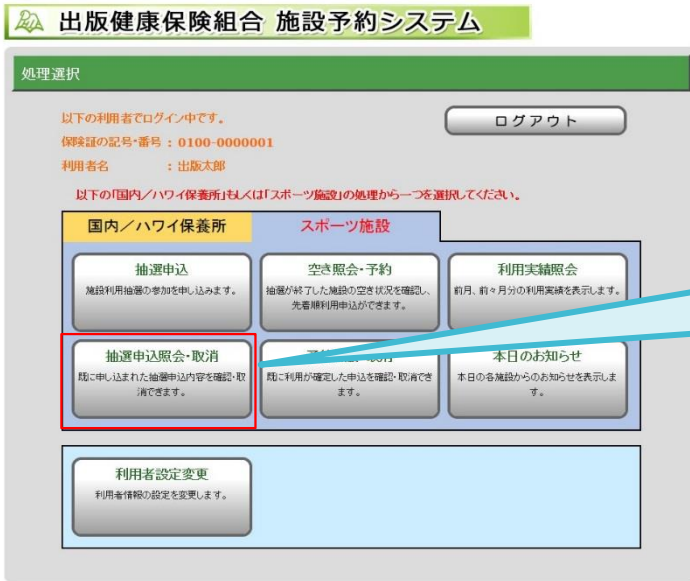 出版健康保険組合 施設予約システム
処理選択
以下の利用者でログイン中です。
ログアウト
保険証の記号・番号 : 0100-0000001
利用者名 : 出版太郎
以下の「国内／ハワイ保養所」もしくは「スポーツ施設」の処理から一つを選択してください。
国内／ハワイ保養所
スポーツ施設
抽選申込
施設利用抽選の参加を申し込みます。
空き照会・予約
抽選が終了した施設の空き状況を確認し、
先着順利用申込ができます。
利用実績照会
前月、前々月分の利用実績を表示します。
抽選申込照会・取消
既に申し込まれた抽選申込内容を確認・取
消できます。
既に利用が確定した申込を確認・取消でき
ます。
本日のお知らせ
本日の各施設からのお知らせを表示しま
す。
利用者設定変更
利用者情報の設定を変更します。